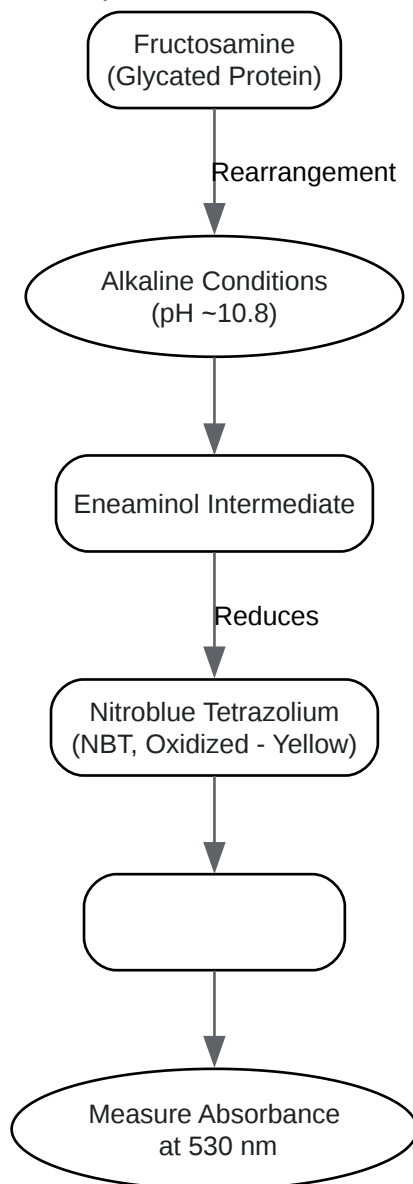 Fructosamine
(Glycated Protein)
Rearrangement
Alkaline Conditions
(pH ~10.8)
Eneaminol Intermediate
Reduces
Nitroblue Tetrazolium
(NBT, Oxidized - Yellow)
Measure Absorbance
at 530 nm